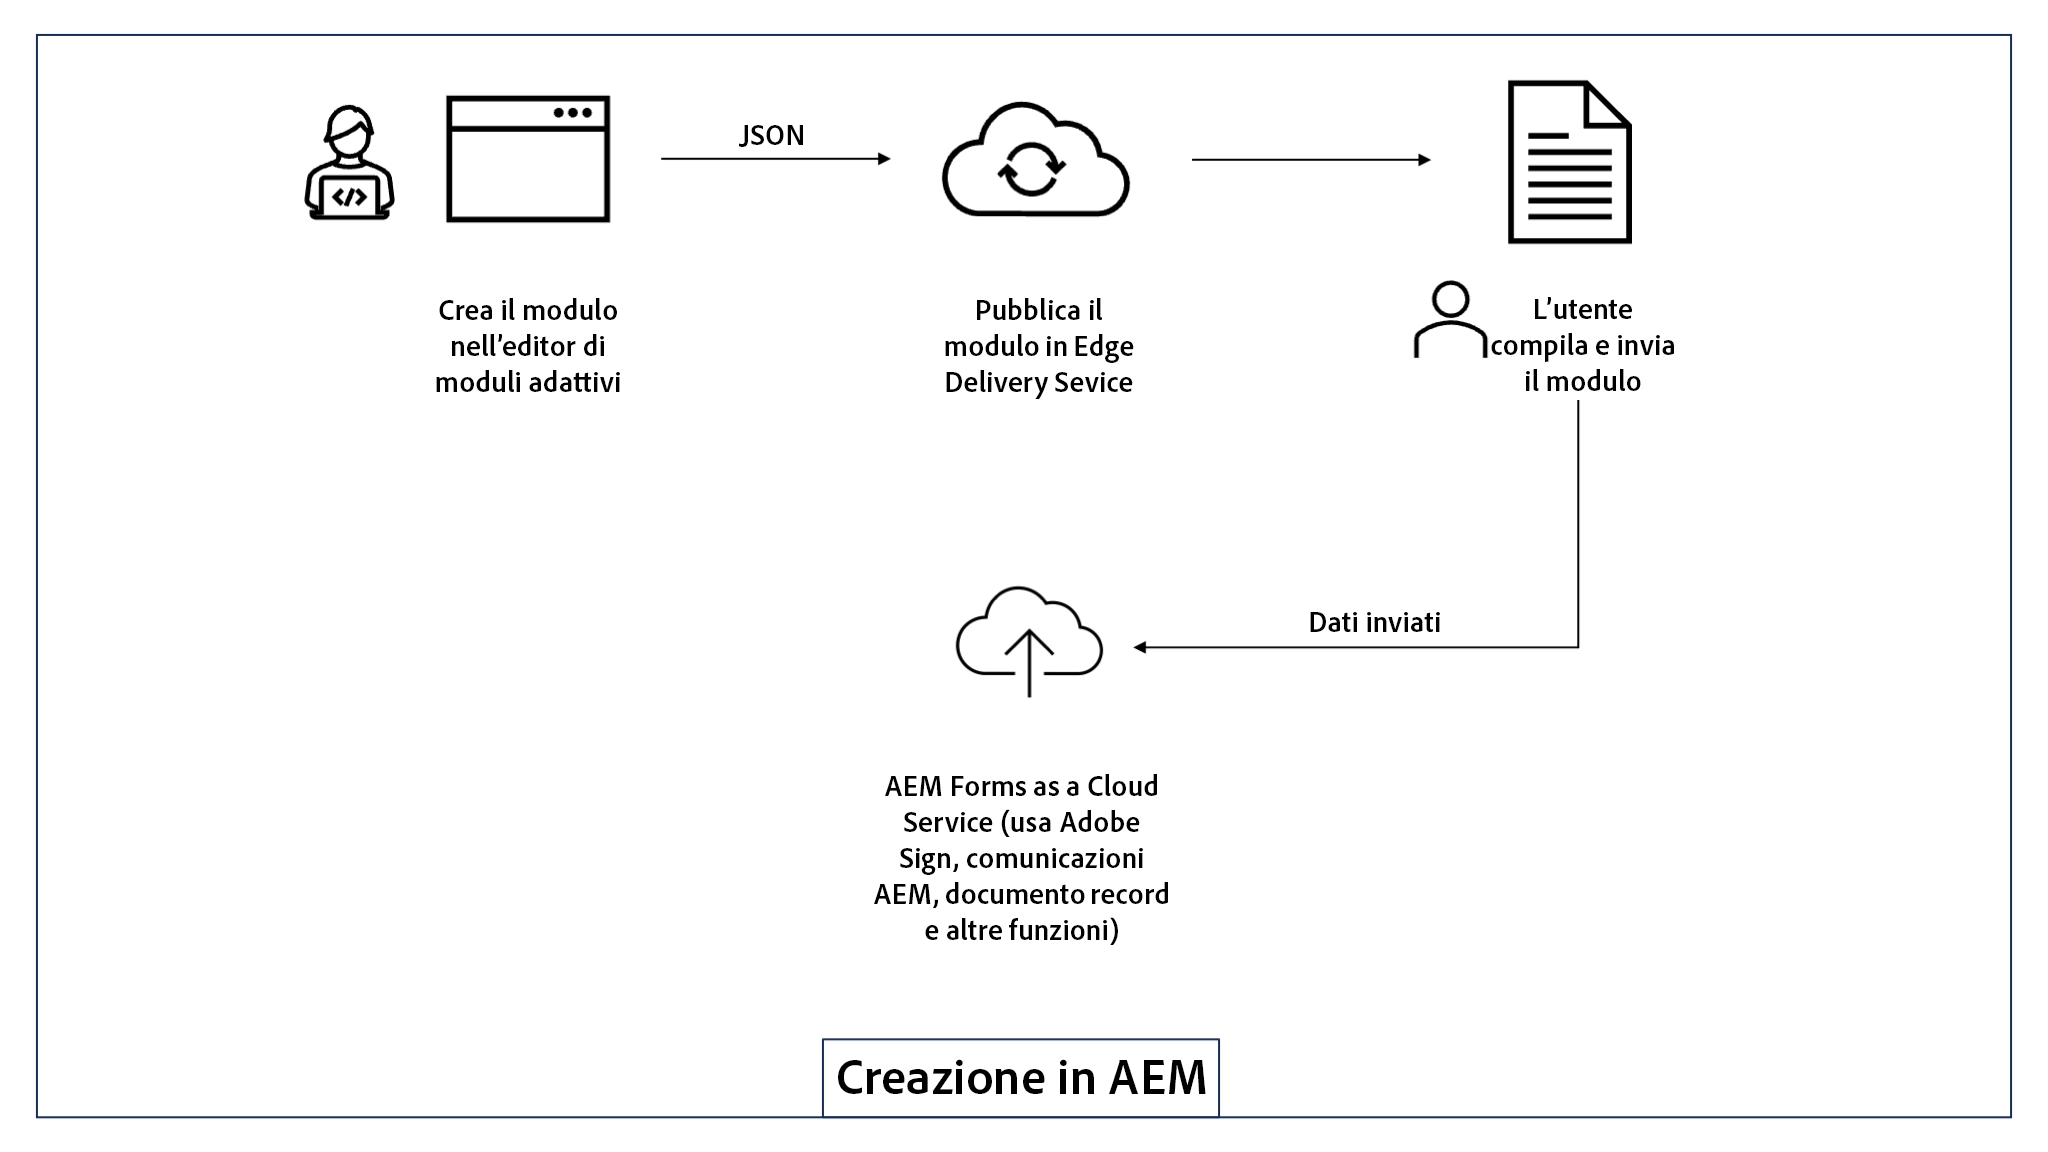 JSON
Crea il modulo
nell’editor di
moduli adattivi
Pubblica il
modulo in Edge
Delivery Sevice
L’utente
compila e invia
il modulo
Dati inviati
AEM Forms as a Cloud
Service (usa Adobe
Sign, comunicazioni
AEM, documento record
e altre funzioni)
Creazione in AEM